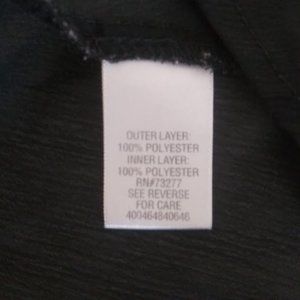 OUTER LAYER:
100% POLYESTER
INNER LAYER:
100% POLYESTER
RN#73277
SEE REVERSE
FOR CARE
400464840646